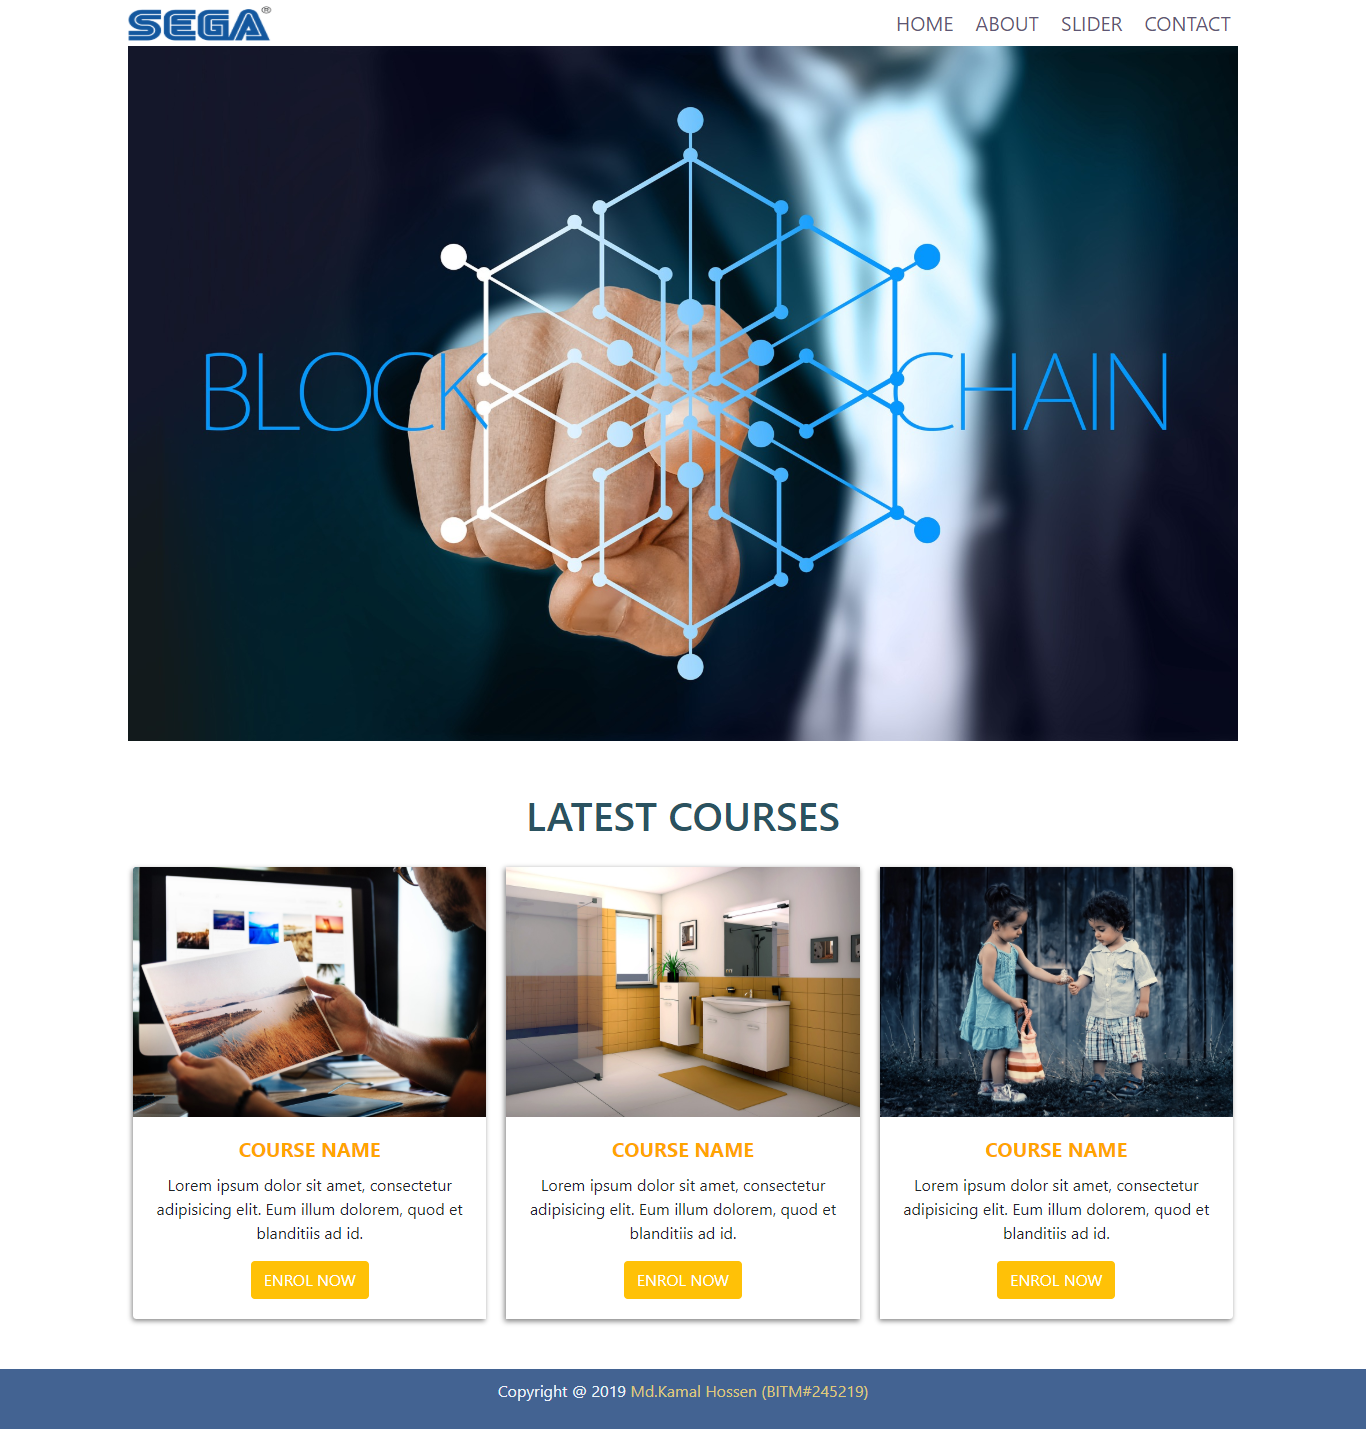 SEGA®
HOME ABOUT SLIDER CONTACT
BLOCK CHAIN
LATEST COURSES
COURSE NAME
Lorem ipsum dolor sit amet, consectetur
adipisicing elit. Eum illum dolorem, quod et
blanditiis ad id.
ENROL NOW
COURSE NAME
Lorem ipsum dolor sit amet, consectetur
adipisicing elit. Eum illum dolorem, quod et
blanditiis ad id.
ENROL NOW
COURSE NAME
Lorem ipsum dolor sit amet, consectetur
adipisicing elit. Eum illum dolorem, quod et
blanditiis ad id.
ENROL NOW
Copyright @ 2019 Md.Kamal Hossen (BITM#245219)